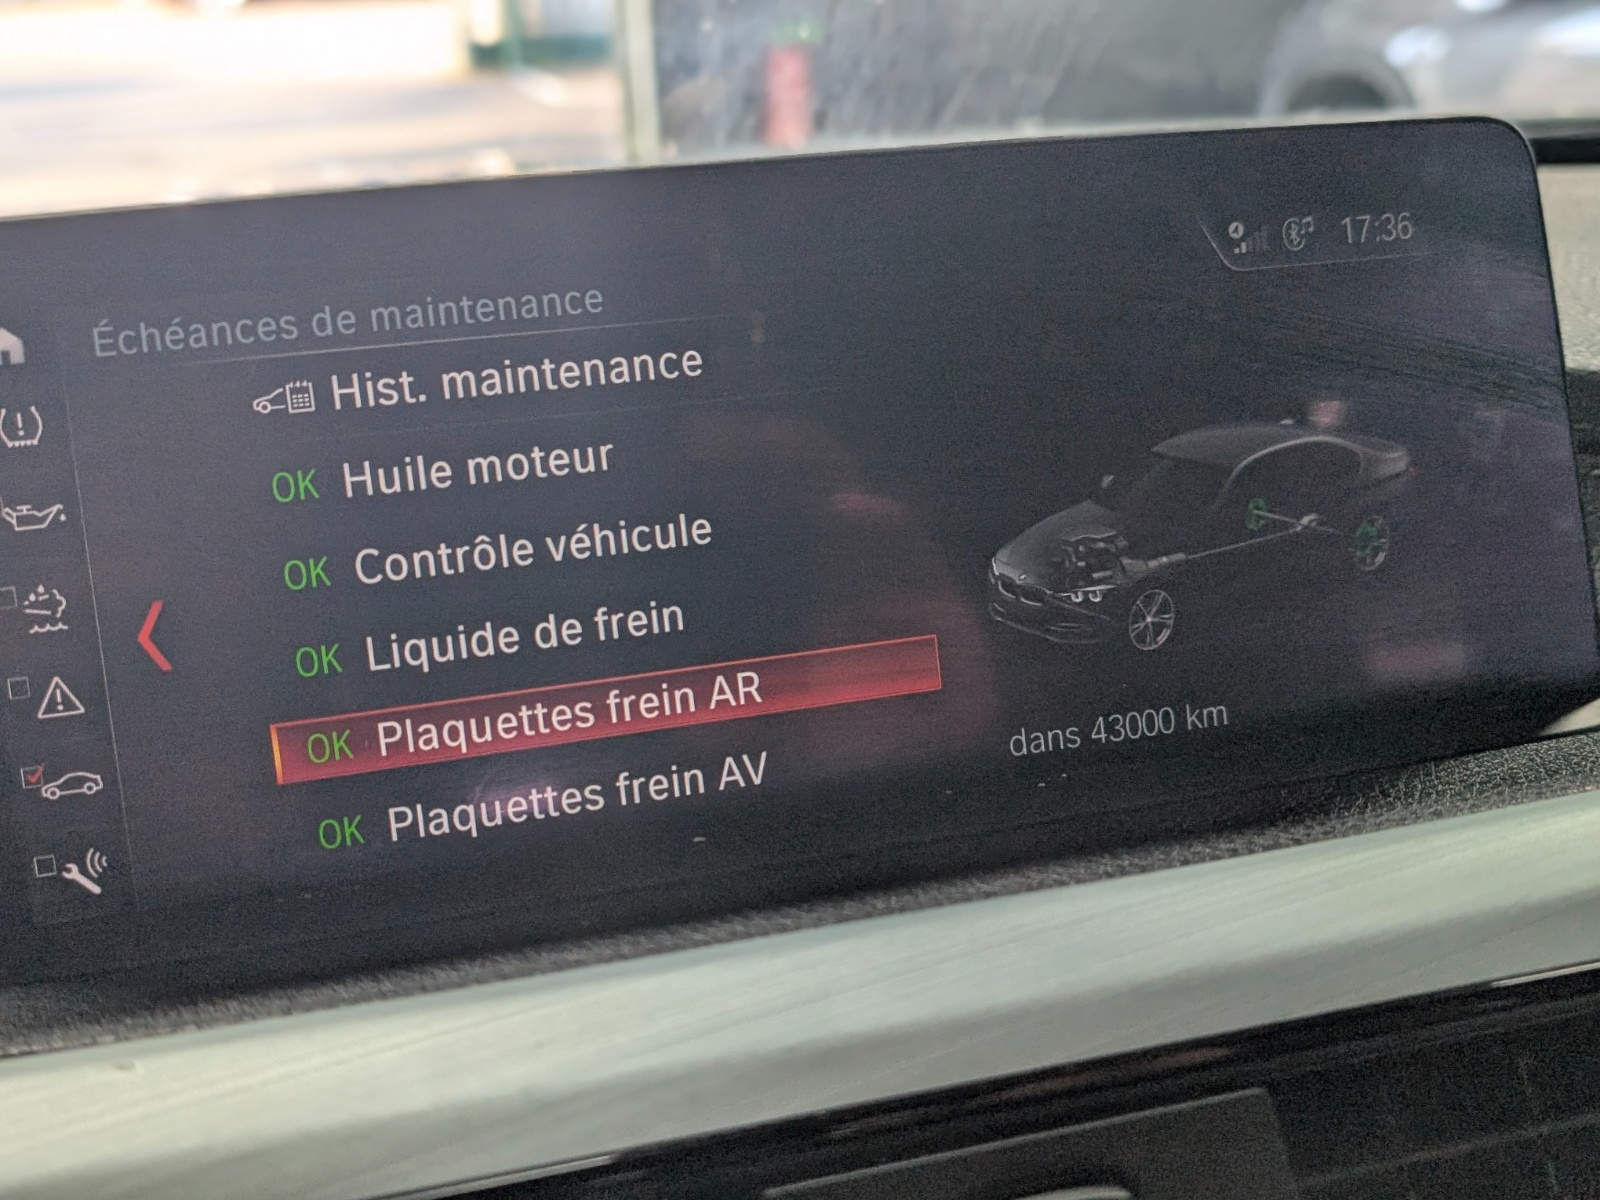 17:36
Échéances de maintenance
Hist. maintenance
OK Huile moteur
OK Contrôle véhicule
OK Liquide de frein
OK Plaquettes frein AR
OK Plaquettes frein AV
dans 43000 km